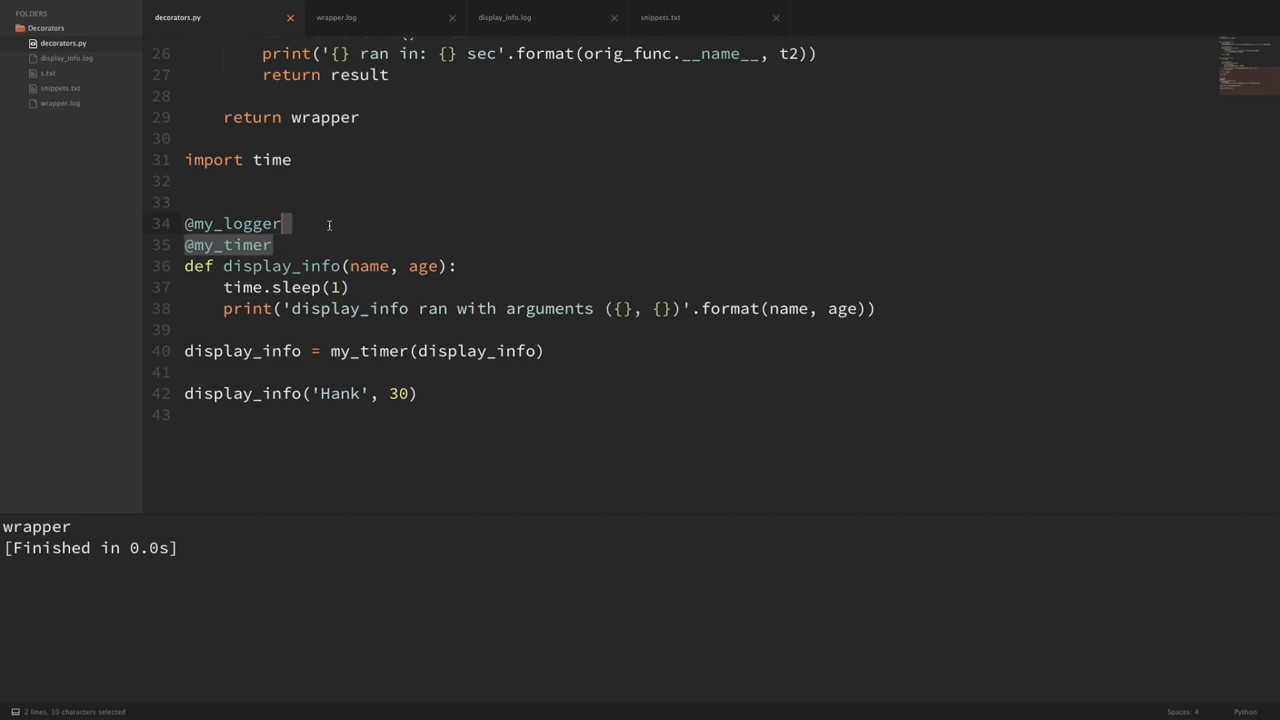 FOLDERS
Decorators
decorators.py
display_info.log
s.txt
snippets.txt
wrapper.log
decorators.py
wrapper.log
display_info.log
snippets.txt
26 print('{} ran in: {} sec'.format(orig_func.__name__, t2))
27 return result
28
29 return wrapper
30
31 import time
32
33
34 @my_logger
35 @my_timer
36 def display_info(name, age):
37 time.sleep(1)
38 print('display_info ran with arguments ({}, {})'.format(name, age))
39
40 display_info = my_timer(display_info)
41
42 display_info('Hank', 30)
43
wrapper
[Finished in 0.0s]
2 lines, 10 characters selected
Spaces: 4
Python